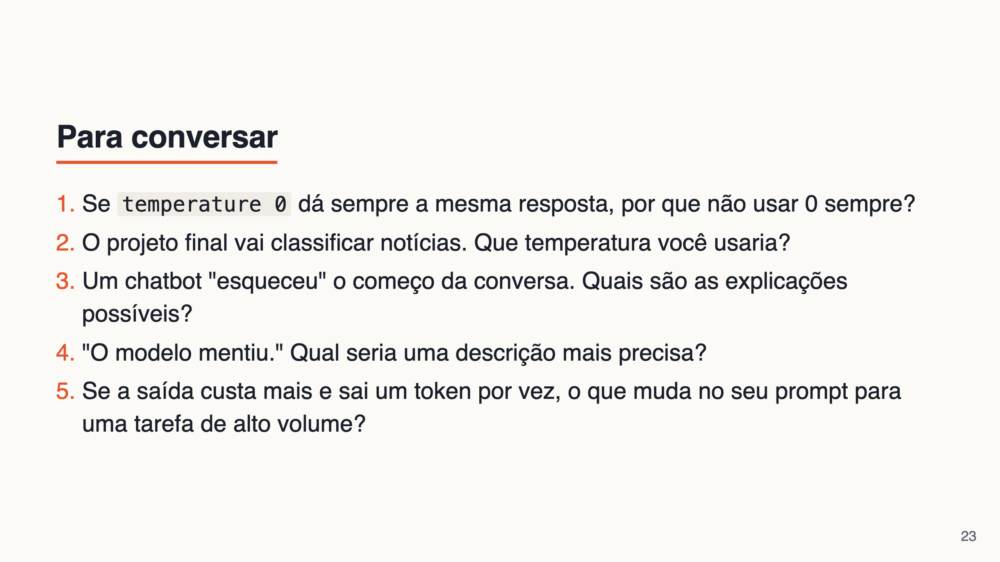 Para conversar
1. Se temperature 0 dá sempre a mesma resposta, por que não usar 0 sempre?
2. O projeto final vai classificar notícias. Que temperatura você usaria?
3. Um chatbot "esqueceu" o começo da conversa. Quais são as explicações
possíveis?
4. "O modelo mentiu." Qual seria uma descrição mais precisa?
5. Se a saída custa mais e sai um token por vez, o que muda no seu prompt para
uma tarefa de alto volume?
23